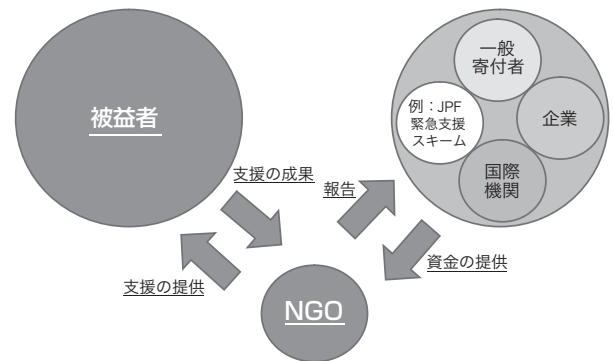 被益者
一般
寄付者
例：JPF
緊急支援
スキーム
企業
国際
機関
支援の成果
報告
支援の提供
資金の提供
NGO